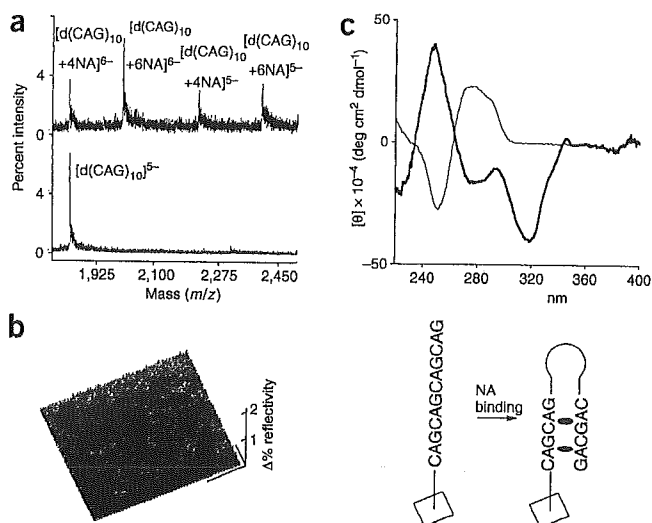 a
[d(CAG)10 +4NA]6–
[d(CAG)10 +6NA]6–
[d(CAG)10 +4NA]5–
[d(CAG)10 +6NA]5–
4
0
[d(CAG)10]5–
4
0
Percent intensity
1,925 2,100 2,275 2,450
Mass (m/z)
b
2
1
Δ% reflectivity
c
50
0
–50
[θ] × 10–4 (deg cm2 dmol–1)
240 280 320 360 400
nm
CAGCAGCAGCAG
NA
binding
CAGCAG
GACGAC